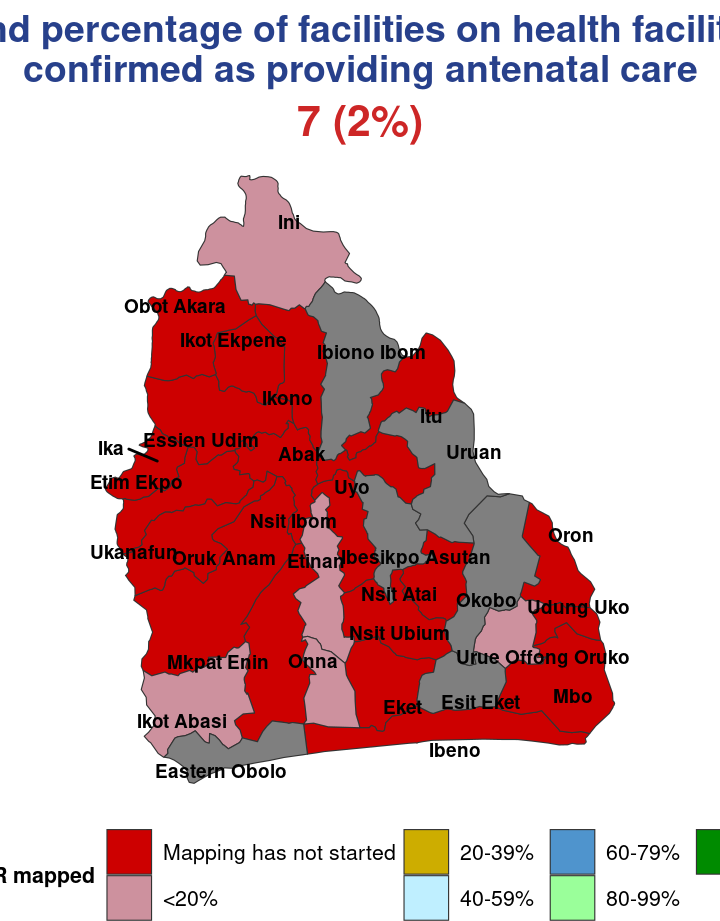 percentage of facilities on health
confirmed as providing antenatal care
7 (2%)
Ini
Obot Akara
Ikot Ekpene
Ibiono Ibom
Ikono
Itu
Essien Udim
Ika
Abak
Uruan
Etim Ekpo
Uyo
Nsit Ibom
Oron
Ukanafun
Oruk Anam
Etinan
Ibesikpo Asutan
Nsit Atai
Okobo
Udung Uko
Nsit Ubium
Mkpat Enin
Onna
Urue Offong Oruko
Eket
Esit Eket
Mbo
Ikot Abasi
Ibeno
Eastern Obolo
mapped
Mapping has not started
20-39%
60-79%
<20%
40-59%
80-99%